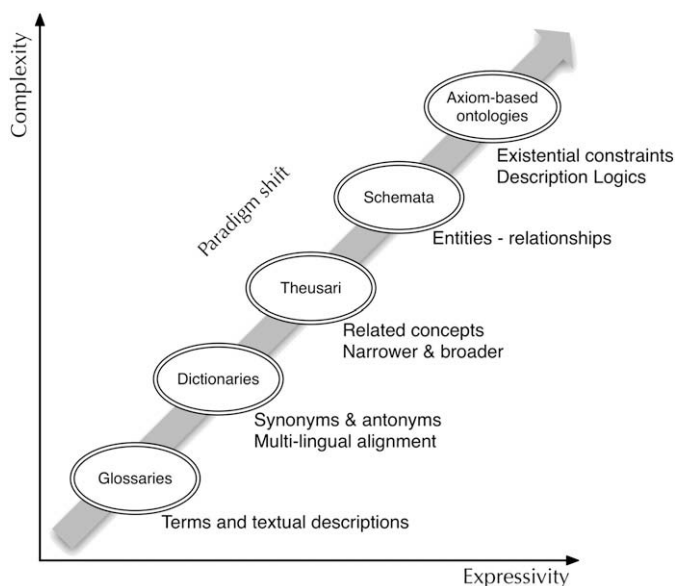 Complexity
Axiom-based
ontologies
Existential constraints
Description Logics
Paradigm shift
Schemata
Entities - relationships
Theusari
Related concepts
Narrower & broader
Dictionaries
Synonyms & antonyms
Multi-lingual alignment
Glossaries
Terms and textual descriptions
Expressivity